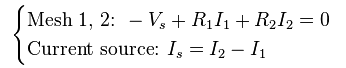 Mesh 1, 2: −V_s + R_1I_1 + R_2I_2 = 0
Current source: I_s = I_2 − I_1